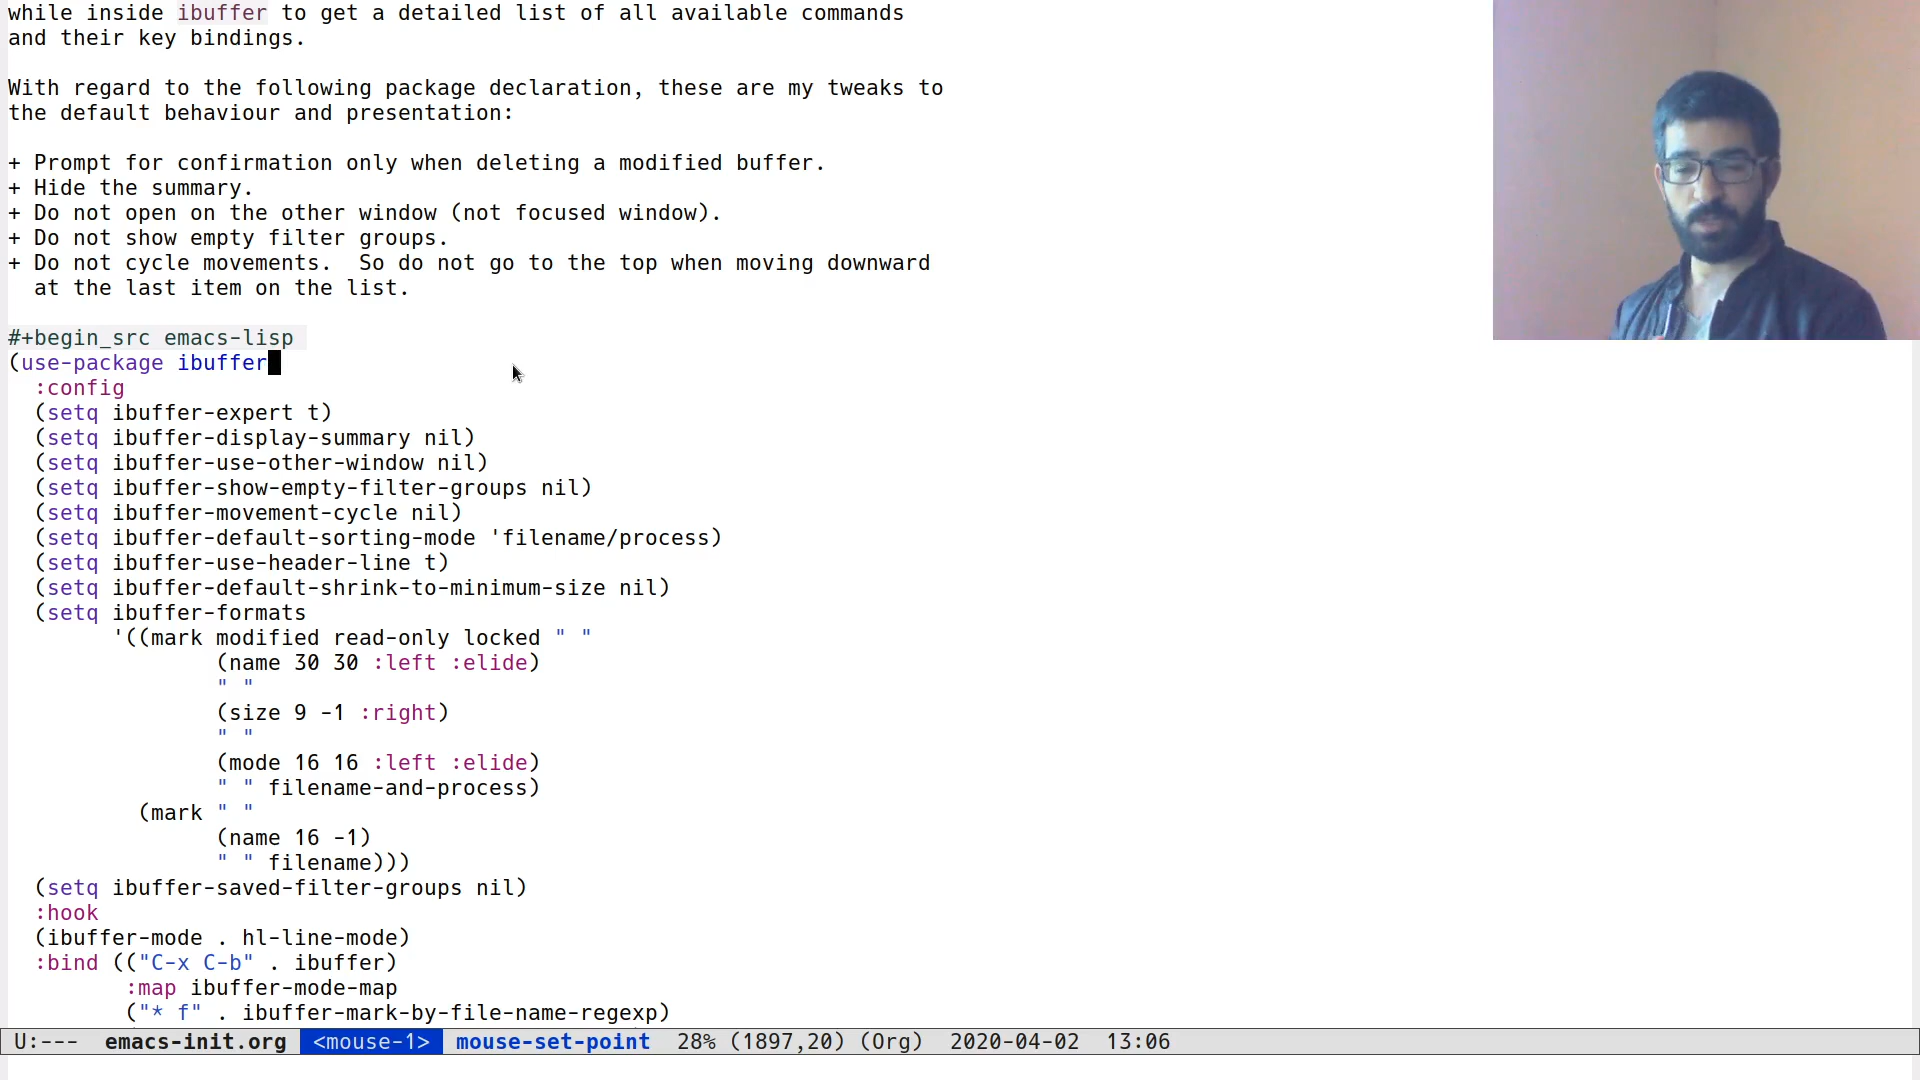 while inside ibuffer to get a detailed list of all available commands
and their key bindings.
With regard to the following package declaration, these are my tweaks to
the default behaviour and presentation:
+ Prompt for confirmation only when deleting a modified buffer.
+ Hide the summary.
+ Do not open on the other window (not focused window).
+ Do not show empty filter groups.
+ Do not cycle movements.  So do not go to the top when moving downward
  at the last item on the list.
#+begin_src emacs-lisp
(use-package ibuffer
  :config
  (setq ibuffer-expert t)
  (setq ibuffer-display-summary nil)
  (setq ibuffer-use-other-window nil)
  (setq ibuffer-show-empty-filter-groups nil)
  (setq ibuffer-movement-cycle nil)
  (setq ibuffer-default-sorting-mode 'filename/process)
  (setq ibuffer-use-header-line t)
  (setq ibuffer-default-shrink-to-minimum-size nil)
  (setq ibuffer-formats
        '((mark modified read-only locked " "
                (name 30 30 :left :elide)
                " "
                (size 9 -1 :right)
                " "
                (mode 16 16 :left :elide)
                " " filename-and-process)
          (mark " "
                (name 16 -1)
                " " filename)))
  (setq ibuffer-saved-filter-groups nil)
  :hook
  (ibuffer-mode . hl-line-mode)
  :bind (("C-x C-b" . ibuffer)
         :map ibuffer-mode-map
         ("* f" . ibuffer-mark-by-file-name-regexp)
U:---  emacs-init.org  <mouse-1>  mouse-set-point  28% (1897,20) (Org)  2020-04-02  13:06